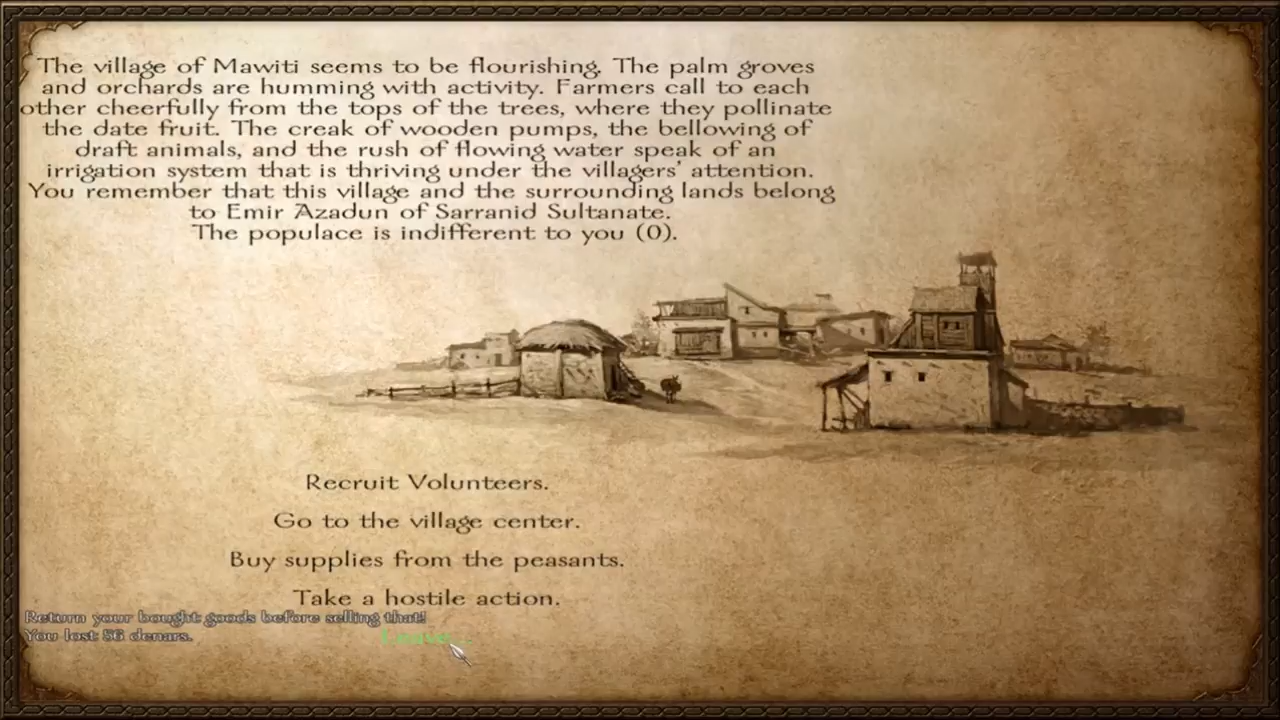 The village of Mawiti seems to be flourishing. The palm groves
and orchards are humming with activity. Farmers call to each
other cheerfully from the tops of the trees, where they pollinate
the date fruit. The creak of wooden pumps, the bellowing of
draft animals, and the rush of flowing water speak of an
irrigation system that is thriving under the villagers' attention.
You remember that this village and the surrounding lands belong
to Emir Azadun of Sarranid Sultanate.
The populace is indifferent to you (0).
Recruit Volunteers.
Go to the village center.
Buy supplies from the peasants.
Take a hostile action.
Return your bought goods before selling that!
You lost 56 denars.
Leave...